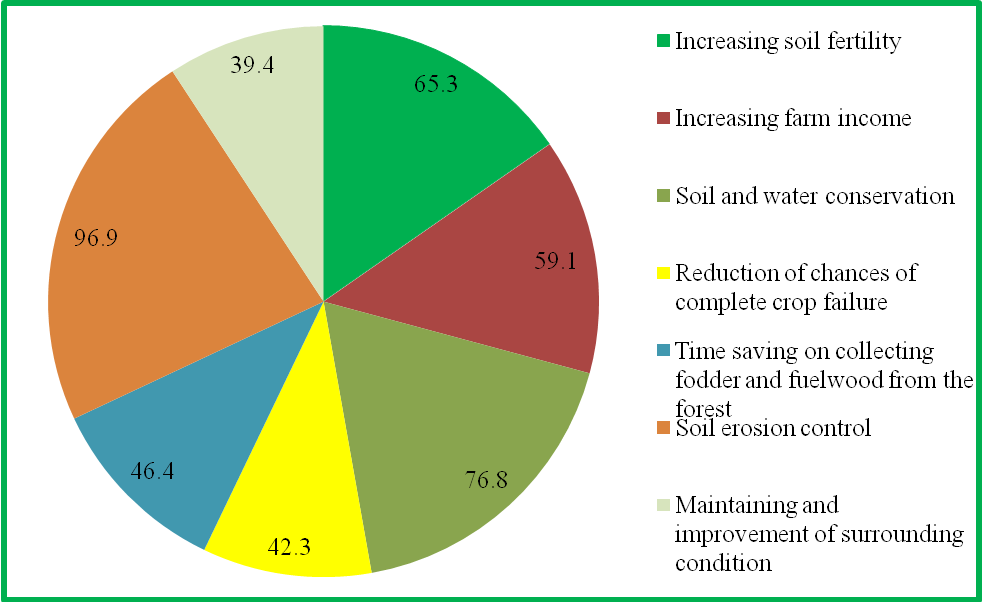 39.4
65.3
96.9
59.1
46.4
76.8
42.3
Increasing soil fertility
Increasing farm income
Soil and water conservation
Reduction of chances of
complete crop failure
Time saving on collecting
fodder and fuelwood from the
forest
Soil erosion control
Maintaining and
improvement of surrounding
condition